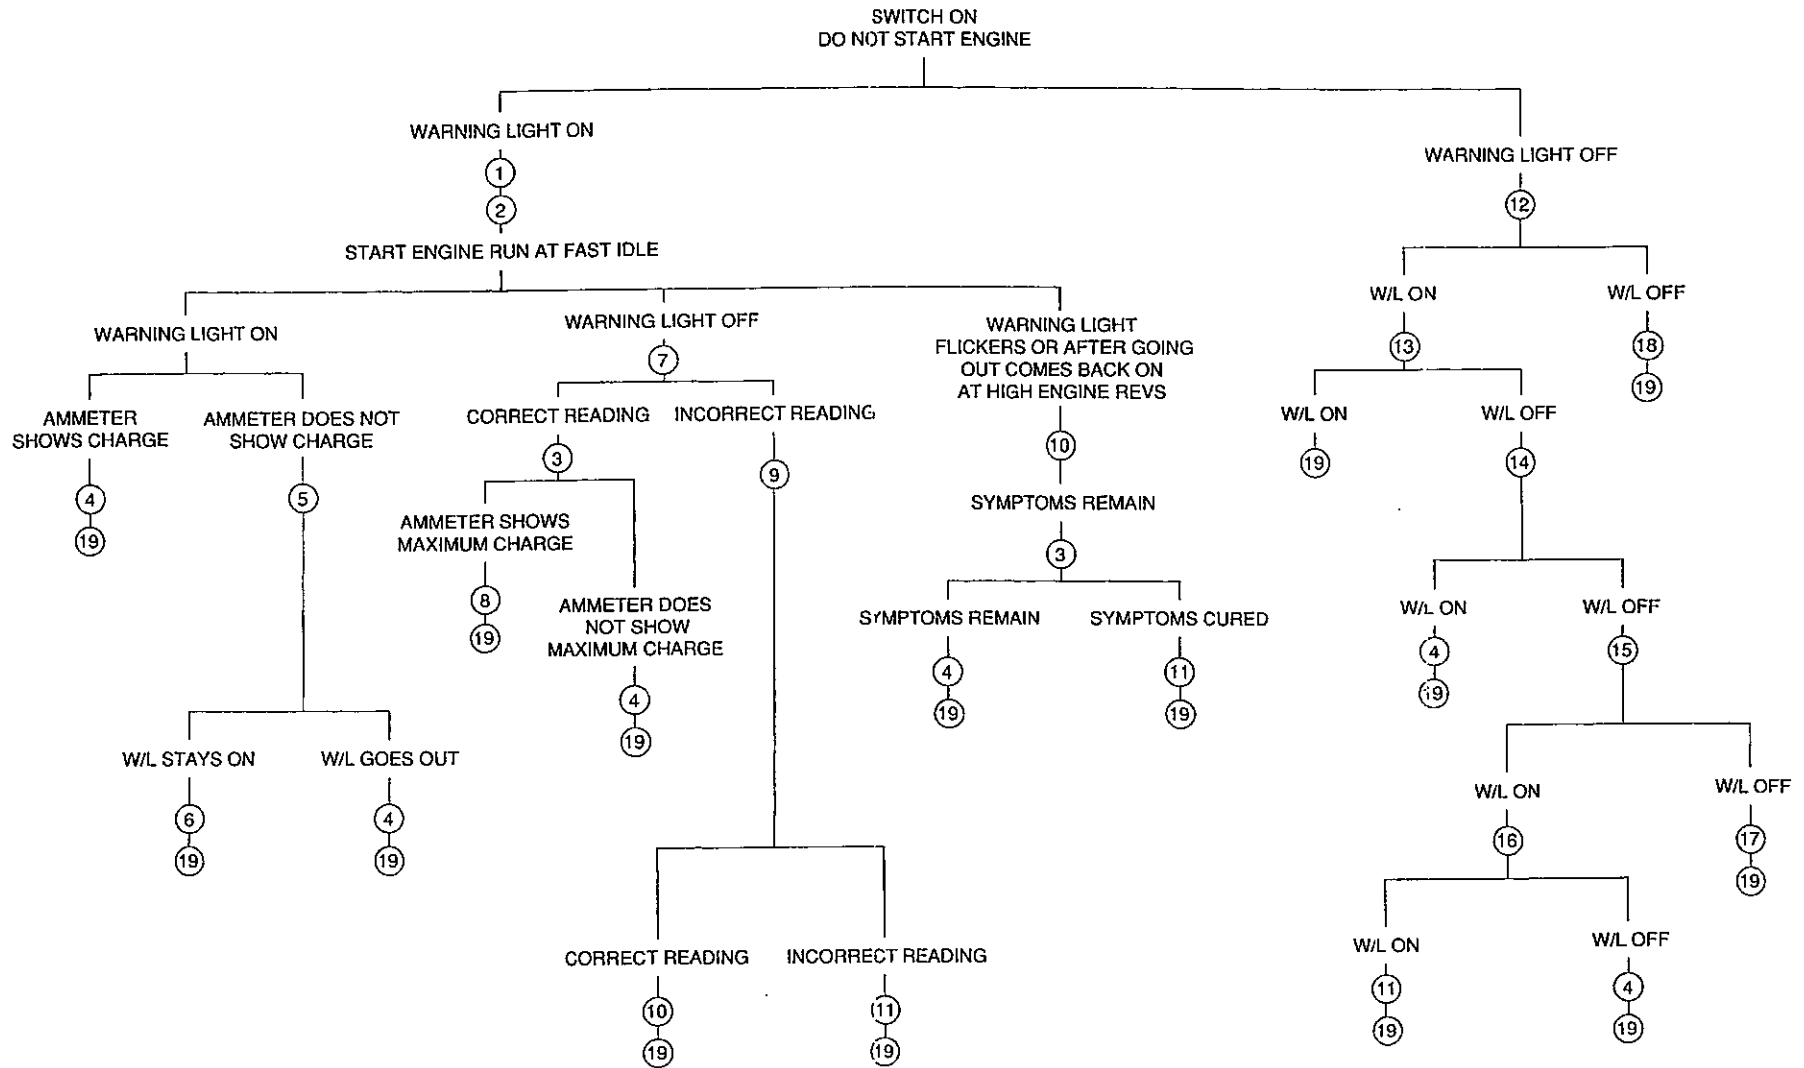 SWITCH ON
DO NOT START ENGINE
WARNING LIGHT ON
1
2
START ENGINE RUN AT FAST IDLE
WARNING LIGHT ON
AMMETER
SHOWS CHARGE
4
19
AMMETER DOES NOT
SHOW CHARGE
5
W/L STAYS ON
6
19
W/L GOES OUT
4
19
WARNING LIGHT OFF
7
CORRECT READING
3
AMMETER SHOWS
MAXIMUM CHARGE
8
19
AMMETER DOES
NOT SHOW
MAXIMUM CHARGE
4
19
INCORRECT READING
9
CORRECT READING
10
19
INCORRECT READING
11
19
WARNING LIGHT
FLICKERS OR AFTER GOING
OUT COMES BACK ON
AT HIGH ENGINE REVS
10
SYMPTOMS REMAIN
3
SYMPTOMS REMAIN
4
19
SYMPTOMS CURED
11
19
WARNING LIGHT OFF
12
W/L ON
13
W/L ON
19
W/L OFF
14
W/L ON
4
19
W/L OFF
15
W/L ON
16
W/L ON
11
19
W/L OFF
4
19
W/L OFF
17
19
W/L OFF
18
19